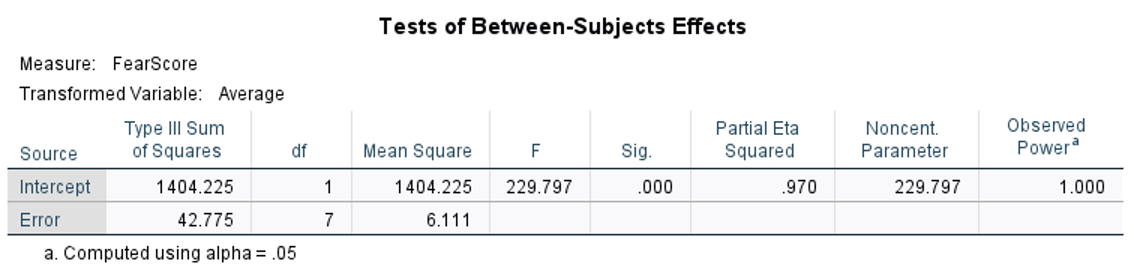 Tests of Between-Subjects Effects
Measure: FearScore
Transformed Variable: Average
Source Type III Sum of Squares df Mean Square F Sig. Partial Eta Squared Noncent. Parameter Observed Power a
Intercept 1404.225 1 1404.225 229.797 .000 .970 229.797 1.000
Error 42.775 7 6.111
a. Computed using alpha = .05